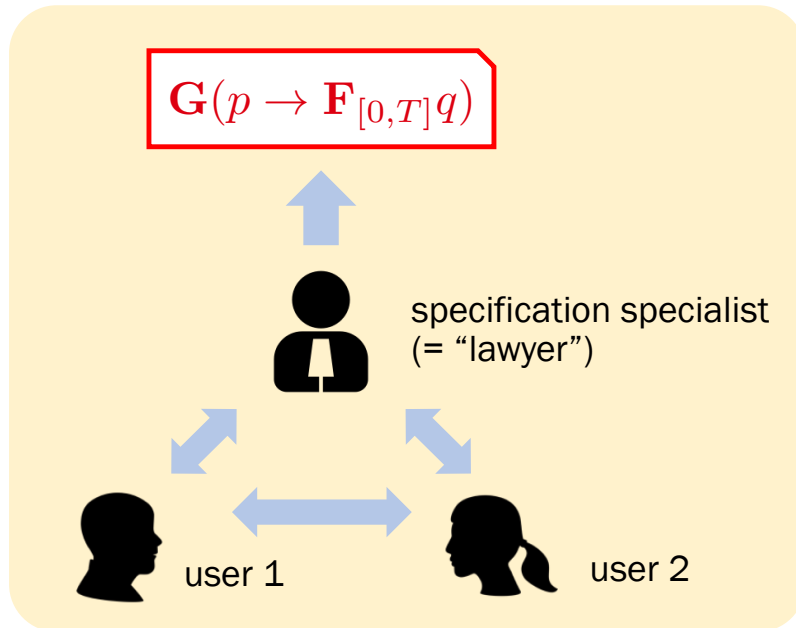 G(p → F[0,T]q)
specification specialist
(= “lawyer”)
user 1
user 2